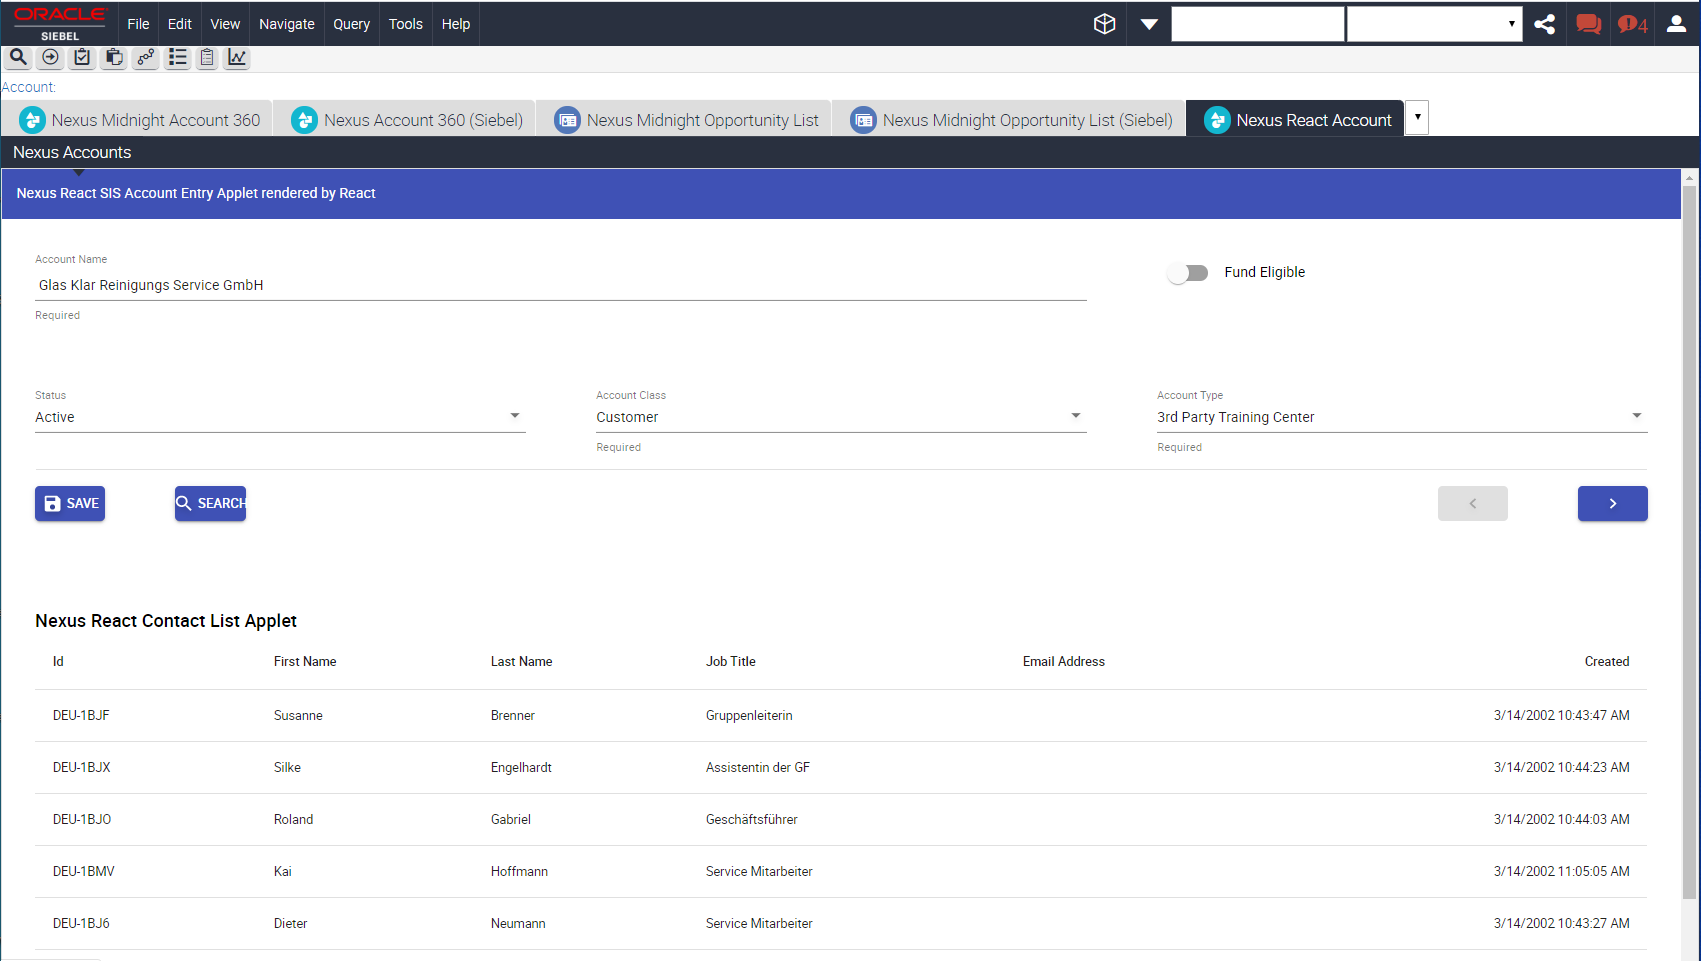 ORACLE
SIEBEL
File Edit View Navigate Query Tools Help
4
Account:
Nexus Midnight Account 360 Nexus Account 360 (Siebel) Nexus Midnight Opportunity List Nexus Midnight Opportunity List (Siebel) Nexus React Account
Nexus Accounts
Nexus React SIS Account Entry Applet rendered by React
Account Name
Glas Klar Reinigungs Service GmbH
Fund Eligible
Required
Status Account Class Account Type
Active Customer 3rd Party Training Center
Required Required
SAVE SEARCH
Nexus React Contact List Applet
Id First Name Last Name Job Title Email Address Created
DEU-1BJF Susanne Brenner Gruppenleiterin 3/14/2002 10:43:47 AM
DEU-1BJX Silke Engelhardt Assistentin der GF 3/14/2002 10:44:23 AM
DEU-1BJO Roland Gabriel Geschäftsführer 3/14/2002 10:44:03 AM
DEU-1BMV Kai Hoffmann Service Mitarbeiter 3/14/2002 11:05:05 AM
DEU-1BJ6 Dieter Neumann Service Mitarbeiter 3/14/2002 10:43:27 AM